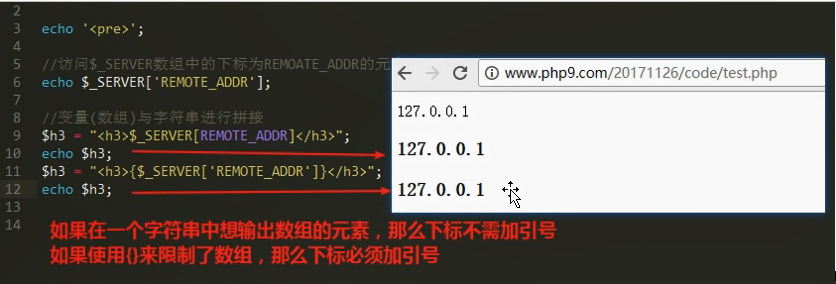 2
3 echo '<pre>';
4
5 //访问$_SERVER数组中的下标为REMOATE_ADDR的元
6 echo $_SERVER['REMOTE_ADDR'];
7
8 //变量(数组)与字符串进行拼接
9 $h3 = "<h3>$_SERVER[REMOTE_ADDR]</h3>";
10 echo $h3;
11 $h3 = "<h3>{$_SERVER['REMOTE_ADDR']}</h3>";
12 echo $h3;
13
14
www.php9.com/20171126/code/test.php
127.0.0.1
127.0.0.1
127.0.0.1
如果在一个字符串中想输出数组的元素，那么下标不需加引号
如果使用{}来限制了数组，那么下标必须加引号